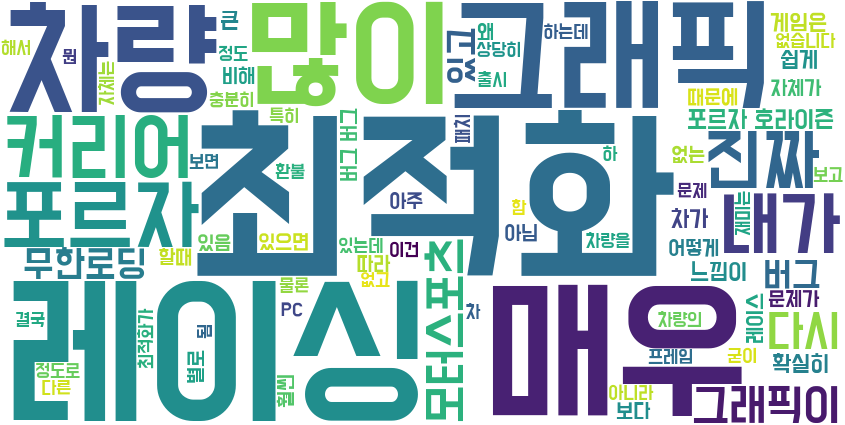 차량
많이
그래픽
최적화
레이싱
매우
커리어
포르자
진짜
내가
모터스포츠
무한로딩
버그
다시
그래픽이
포르자 호라이즌
있고
해서
뭔
자체는
큰
정도
비해
충분히
왜
상당히
출시
하는데
게임은
없습니다
쉽게
자체가
때문에
특히
버그 버그
패치
보면
환불
하
없는
보고
아주
문제
함
차가
재미는
있음
있으면
있는데
이건
아님
차량을
어떻게
할때
따라
없고
느낌이
물론
PC
차
차량의
문제가
레이스
결국
최적화가
됨
별로
프레임
굳이
확실히
정도로
다른
훨씬
아니라
보다